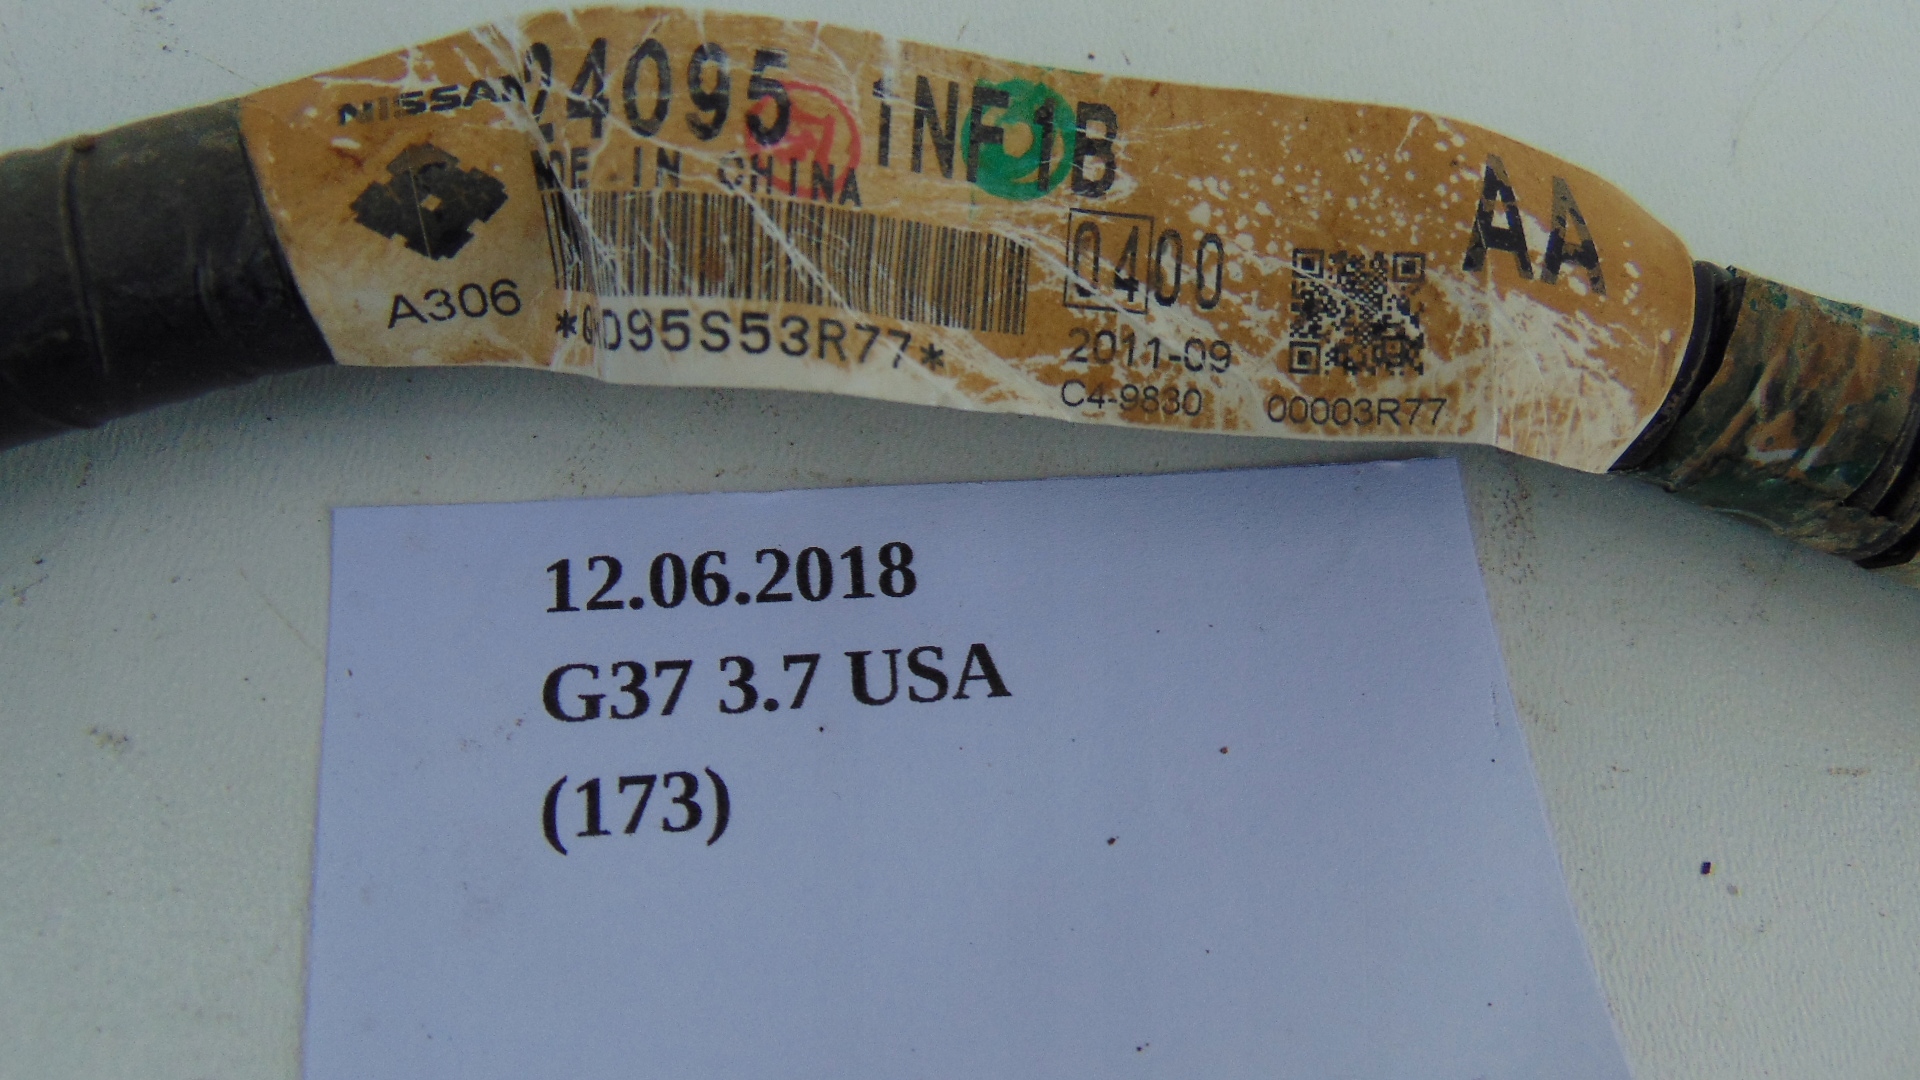 NISSAN 24095 1NF1B
MADE IN CHINA
AA
A306
0400
095S53R77*
2011-09
C4-9830 00003R77
12.06.2018
G37 3.7 USA
(173)